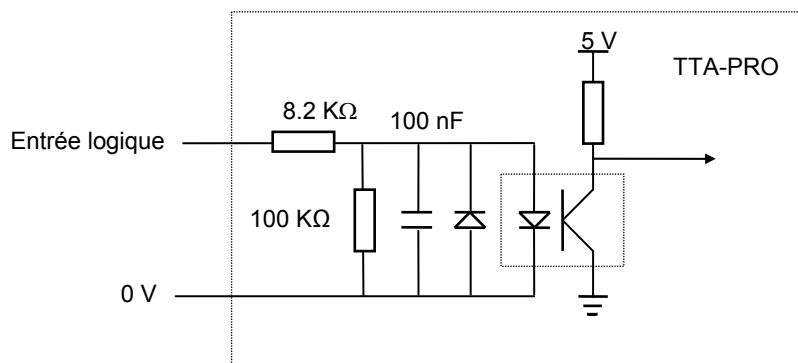 5 V
TTA-PRO
8.2 KΩ
100 nF
Entrée logique
100 KΩ
0 V